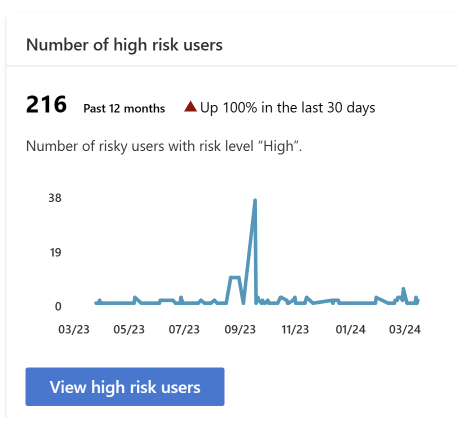 Number of high risk users
216 Past 12 months ▲ Up 100% in the last 30 days
Number of risky users with risk level “High”.
38
19
0
03/23 05/23 07/23 09/23 11/23 01/24 03/24
View high risk users